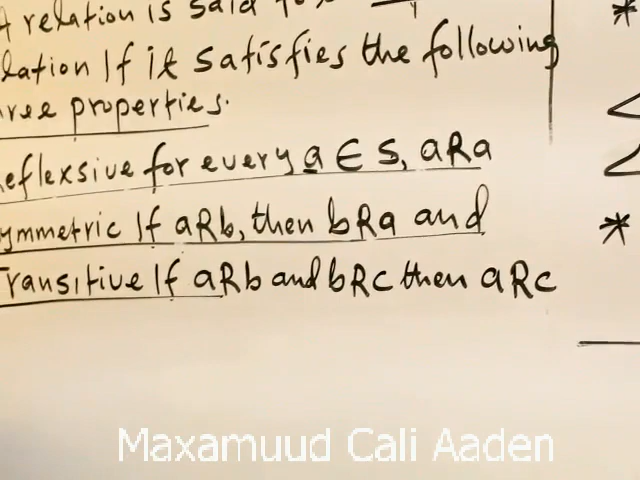 A relation is said to
lation If it satisfies the following
ree properties.
eflexsive for every a ∈ S, aRa
ymmetric If aRb, then bRa and
Transitive If aRb and bRc then aRc
*
*
Maxamuud Cali Aaden